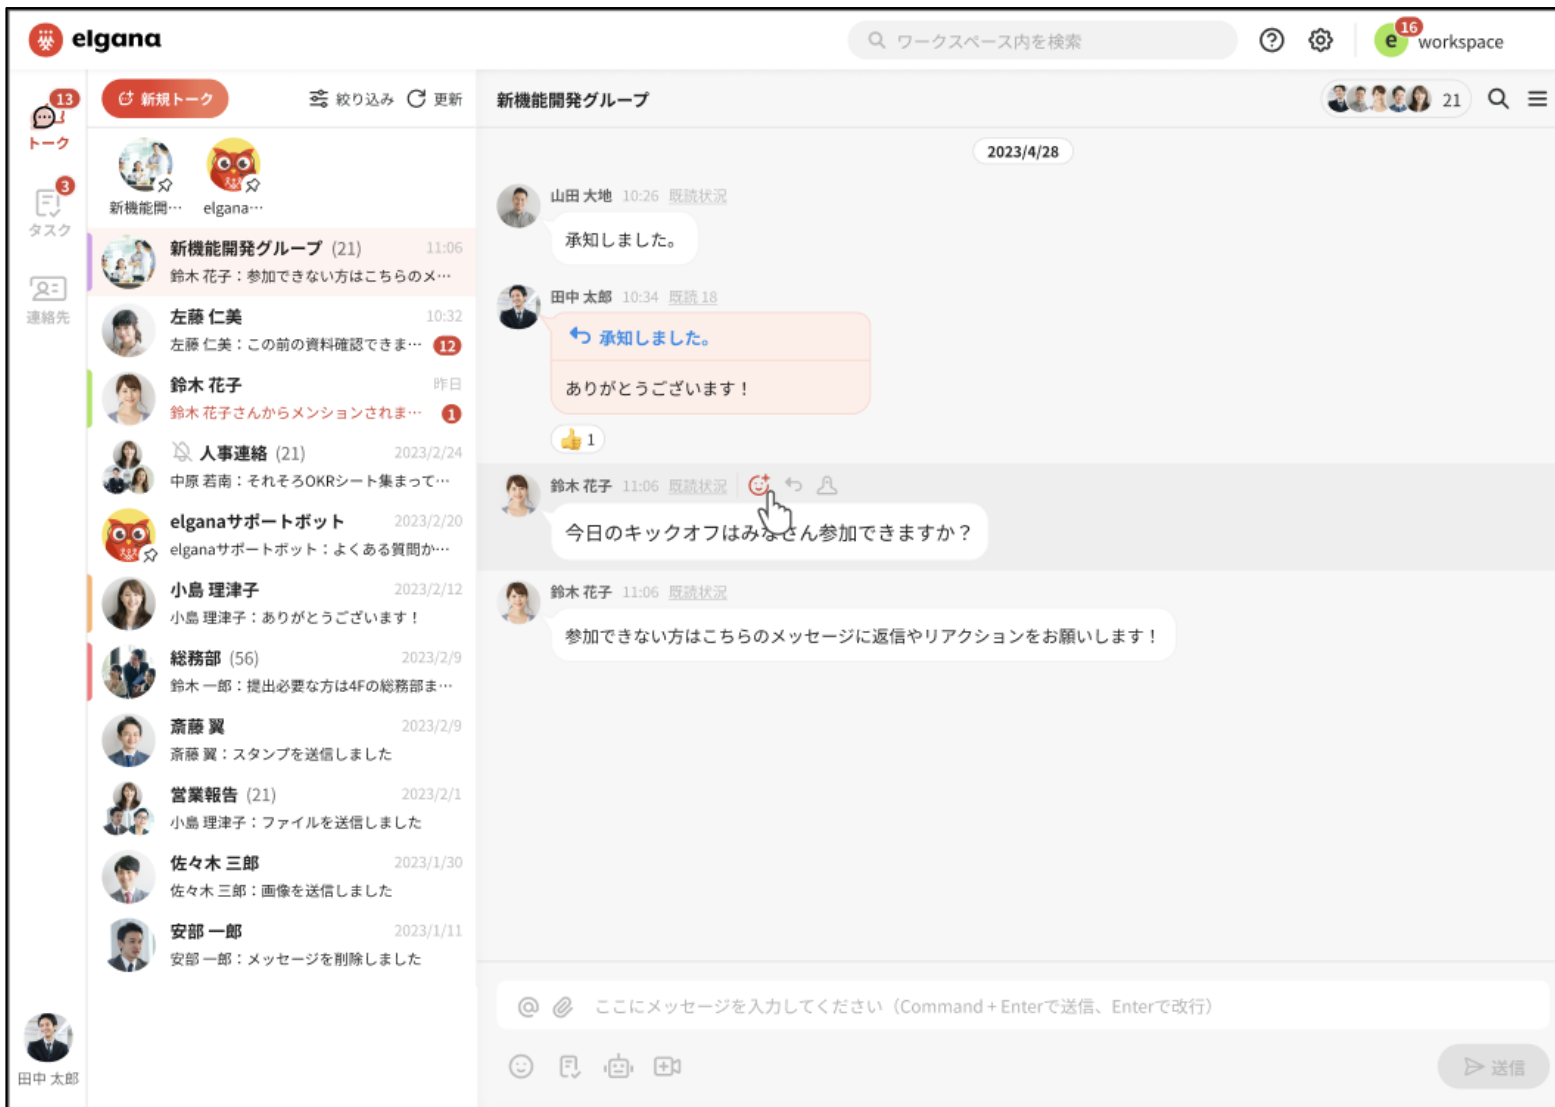 elgana
ワークスペース内を検索
16
e
workspace
13
トーク
3
タスク
連絡先
田中 太郎
新規トーク
絞り込み
更新
新機能開…
elgana…
新機能開発グループ (21) 11:06
鈴木 花子：参加できない方はこちらのメ…
左藤 仁美 10:32
左藤 仁美：この前の資料確認できま… 12
鈴木 花子 昨日
鈴木 花子さんからメンションされま… 1
人事連絡 (21) 2023/2/24
中原 若南：それそろOKRシート集まって…
elganaサポートボット 2023/2/20
elganaサポートボット：よくある質問か…
小島 理津子 2023/2/12
小島 理津子：ありがとうございます！
総務部 (56) 2023/2/9
鈴木 一郎：提出必要な方は4Fの総務部ま…
斎藤 翼 2023/2/9
斎藤 翼：スタンプを送信しました
営業報告 (21) 2023/2/1
小島 理津子：ファイルを送信しました
佐々木 三郎 2023/1/30
佐々木 三郎：画像を送信しました
安部 一郎 2023/1/11
安部 一郎：メッセージを削除しました
新機能開発グループ
21
2023/4/28
山田 大地 10:26 既読状況
承知しました。
田中 太郎 10:34 既読 18
承知しました。
ありがとうございます！
👍 1
鈴木 花子 11:06 既読状況
今日のキックオフはみなさん参加できますか？
鈴木 花子 11:06 既読状況
参加できない方はこちらのメッセージに返信やリアクションをお願いします！
ここにメッセージを入力してください（Command + Enterで送信、Enterで改行）
送信